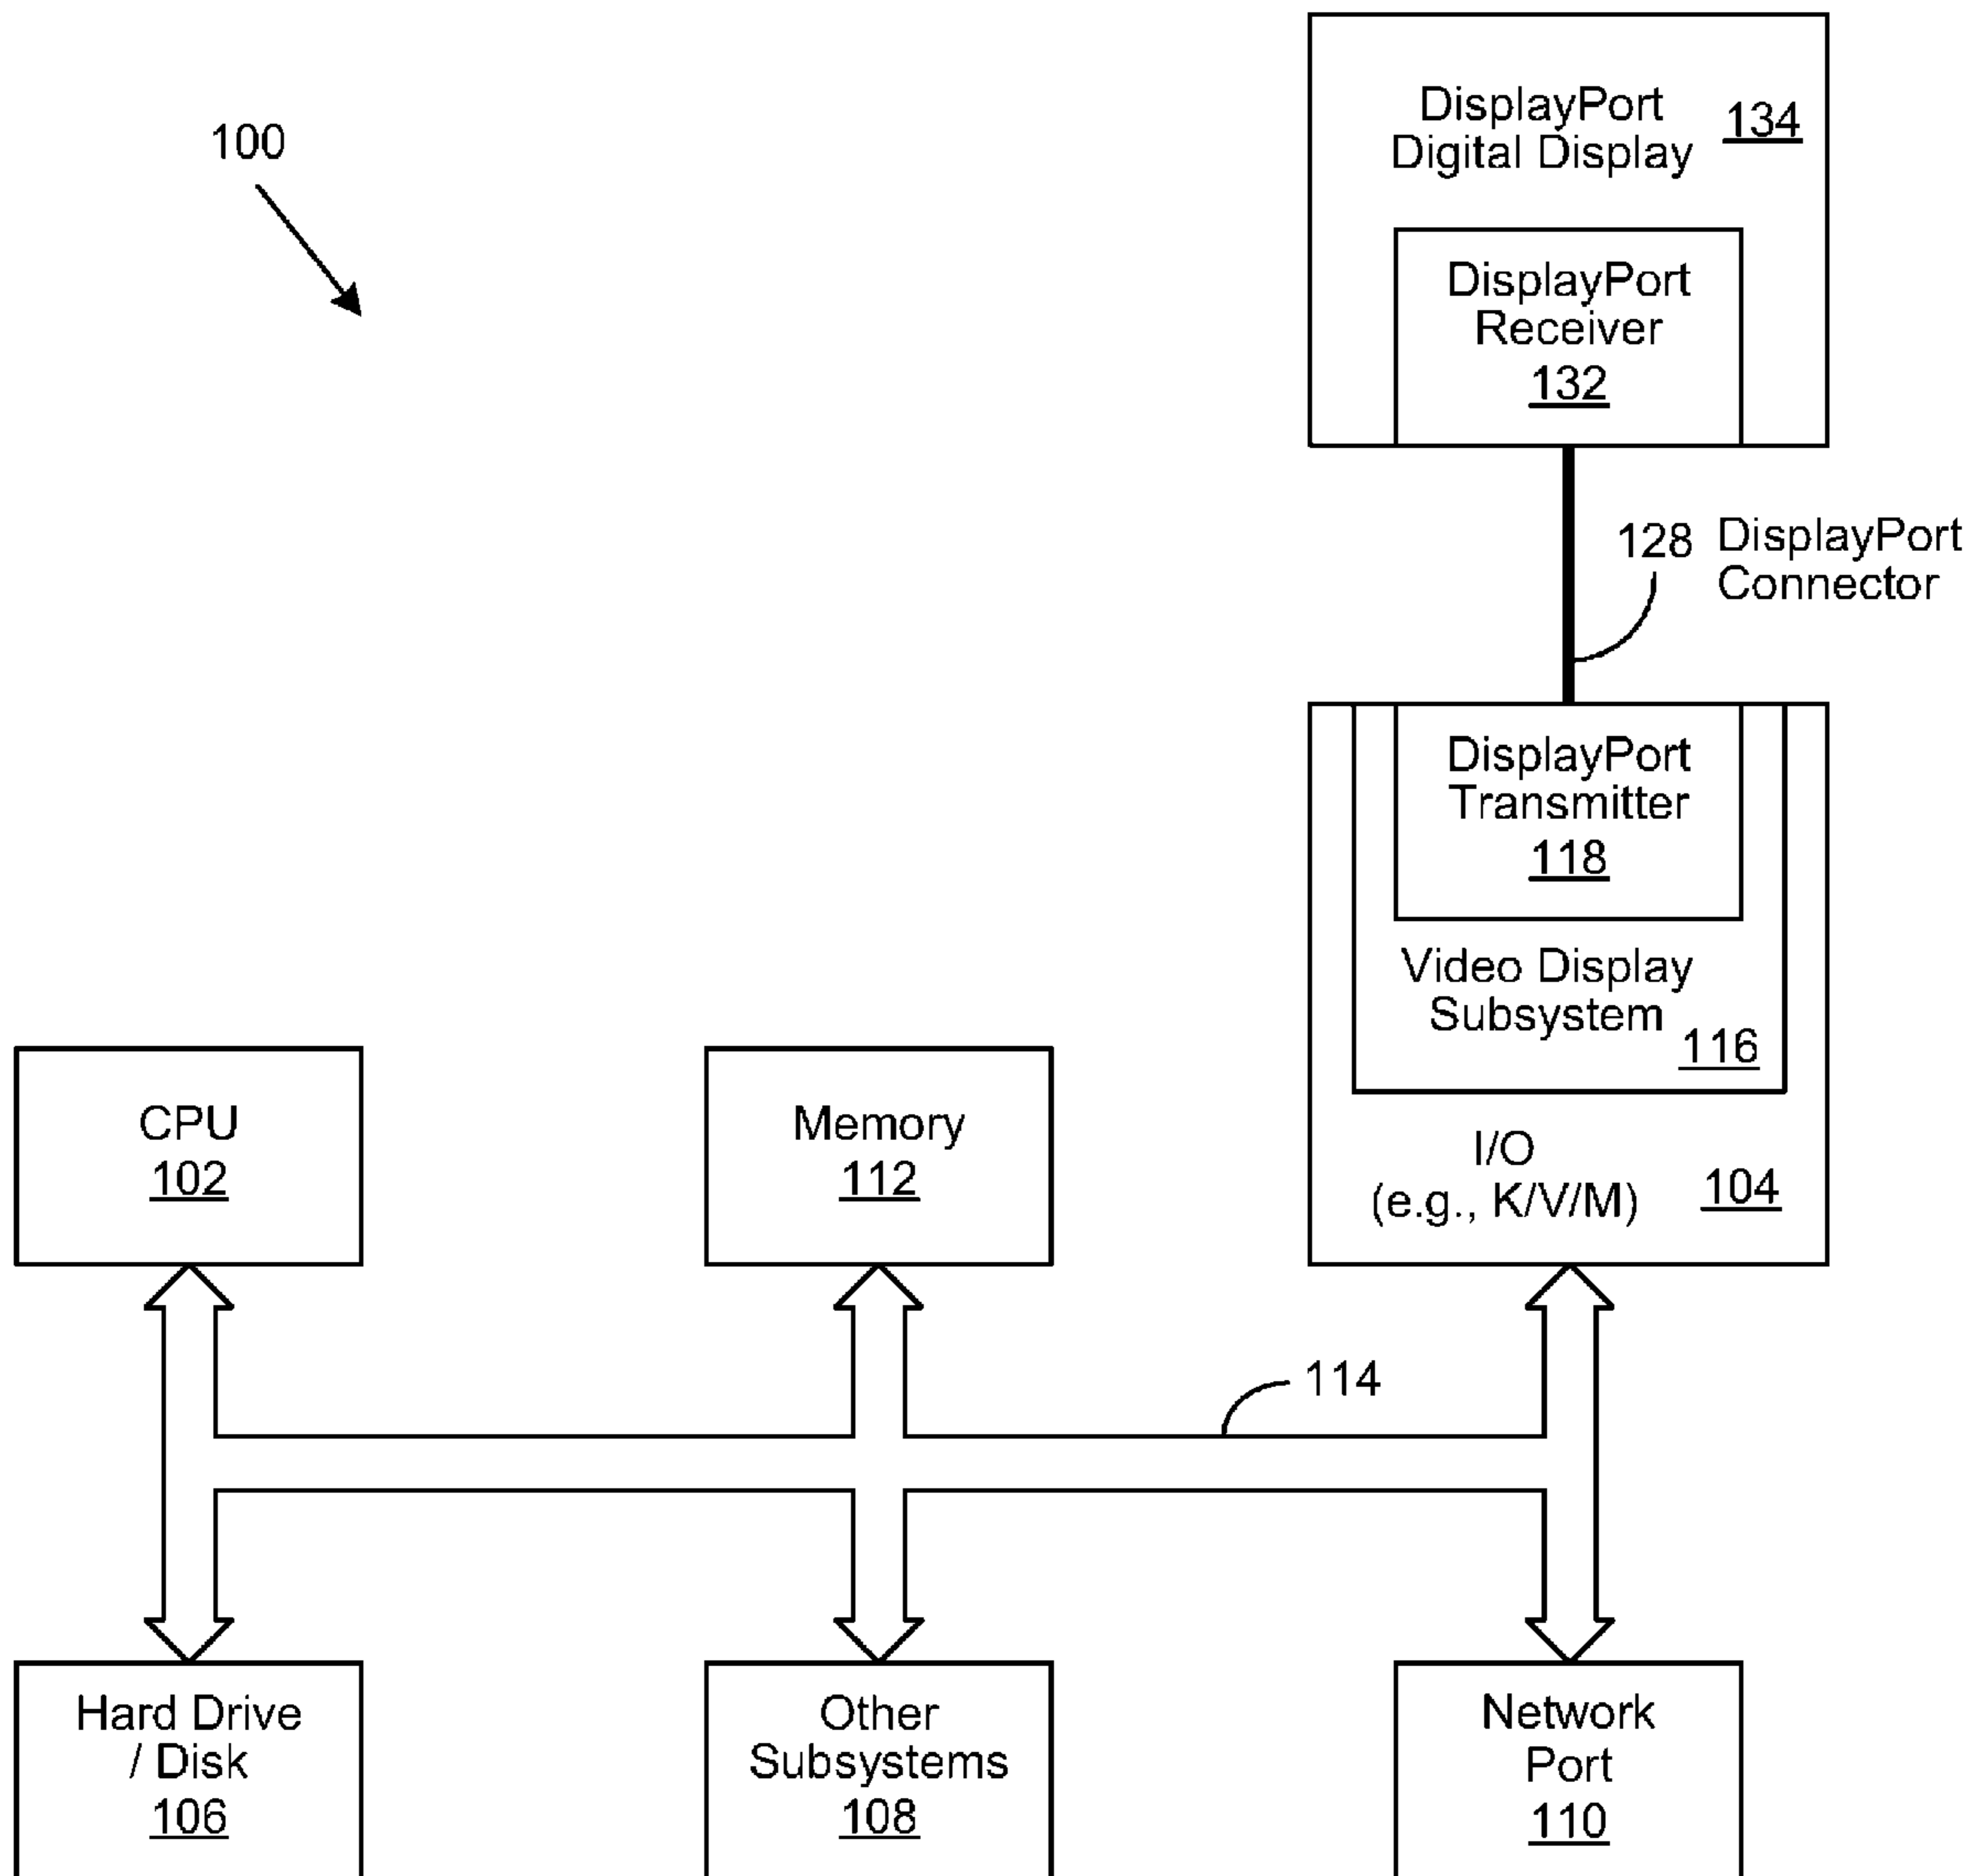 100
DisplayPort
Digital Display
134
DisplayPort
Receiver
132
128 DisplayPort
Connector
DisplayPort
Transmitter
118
Video Display
Subsystem
116
I/O
(e.g., K/V/M)
104
CPU
102
Memory
112
114
Hard Drive
/ Disk
106
Other
Subsystems
108
Network
Port
110